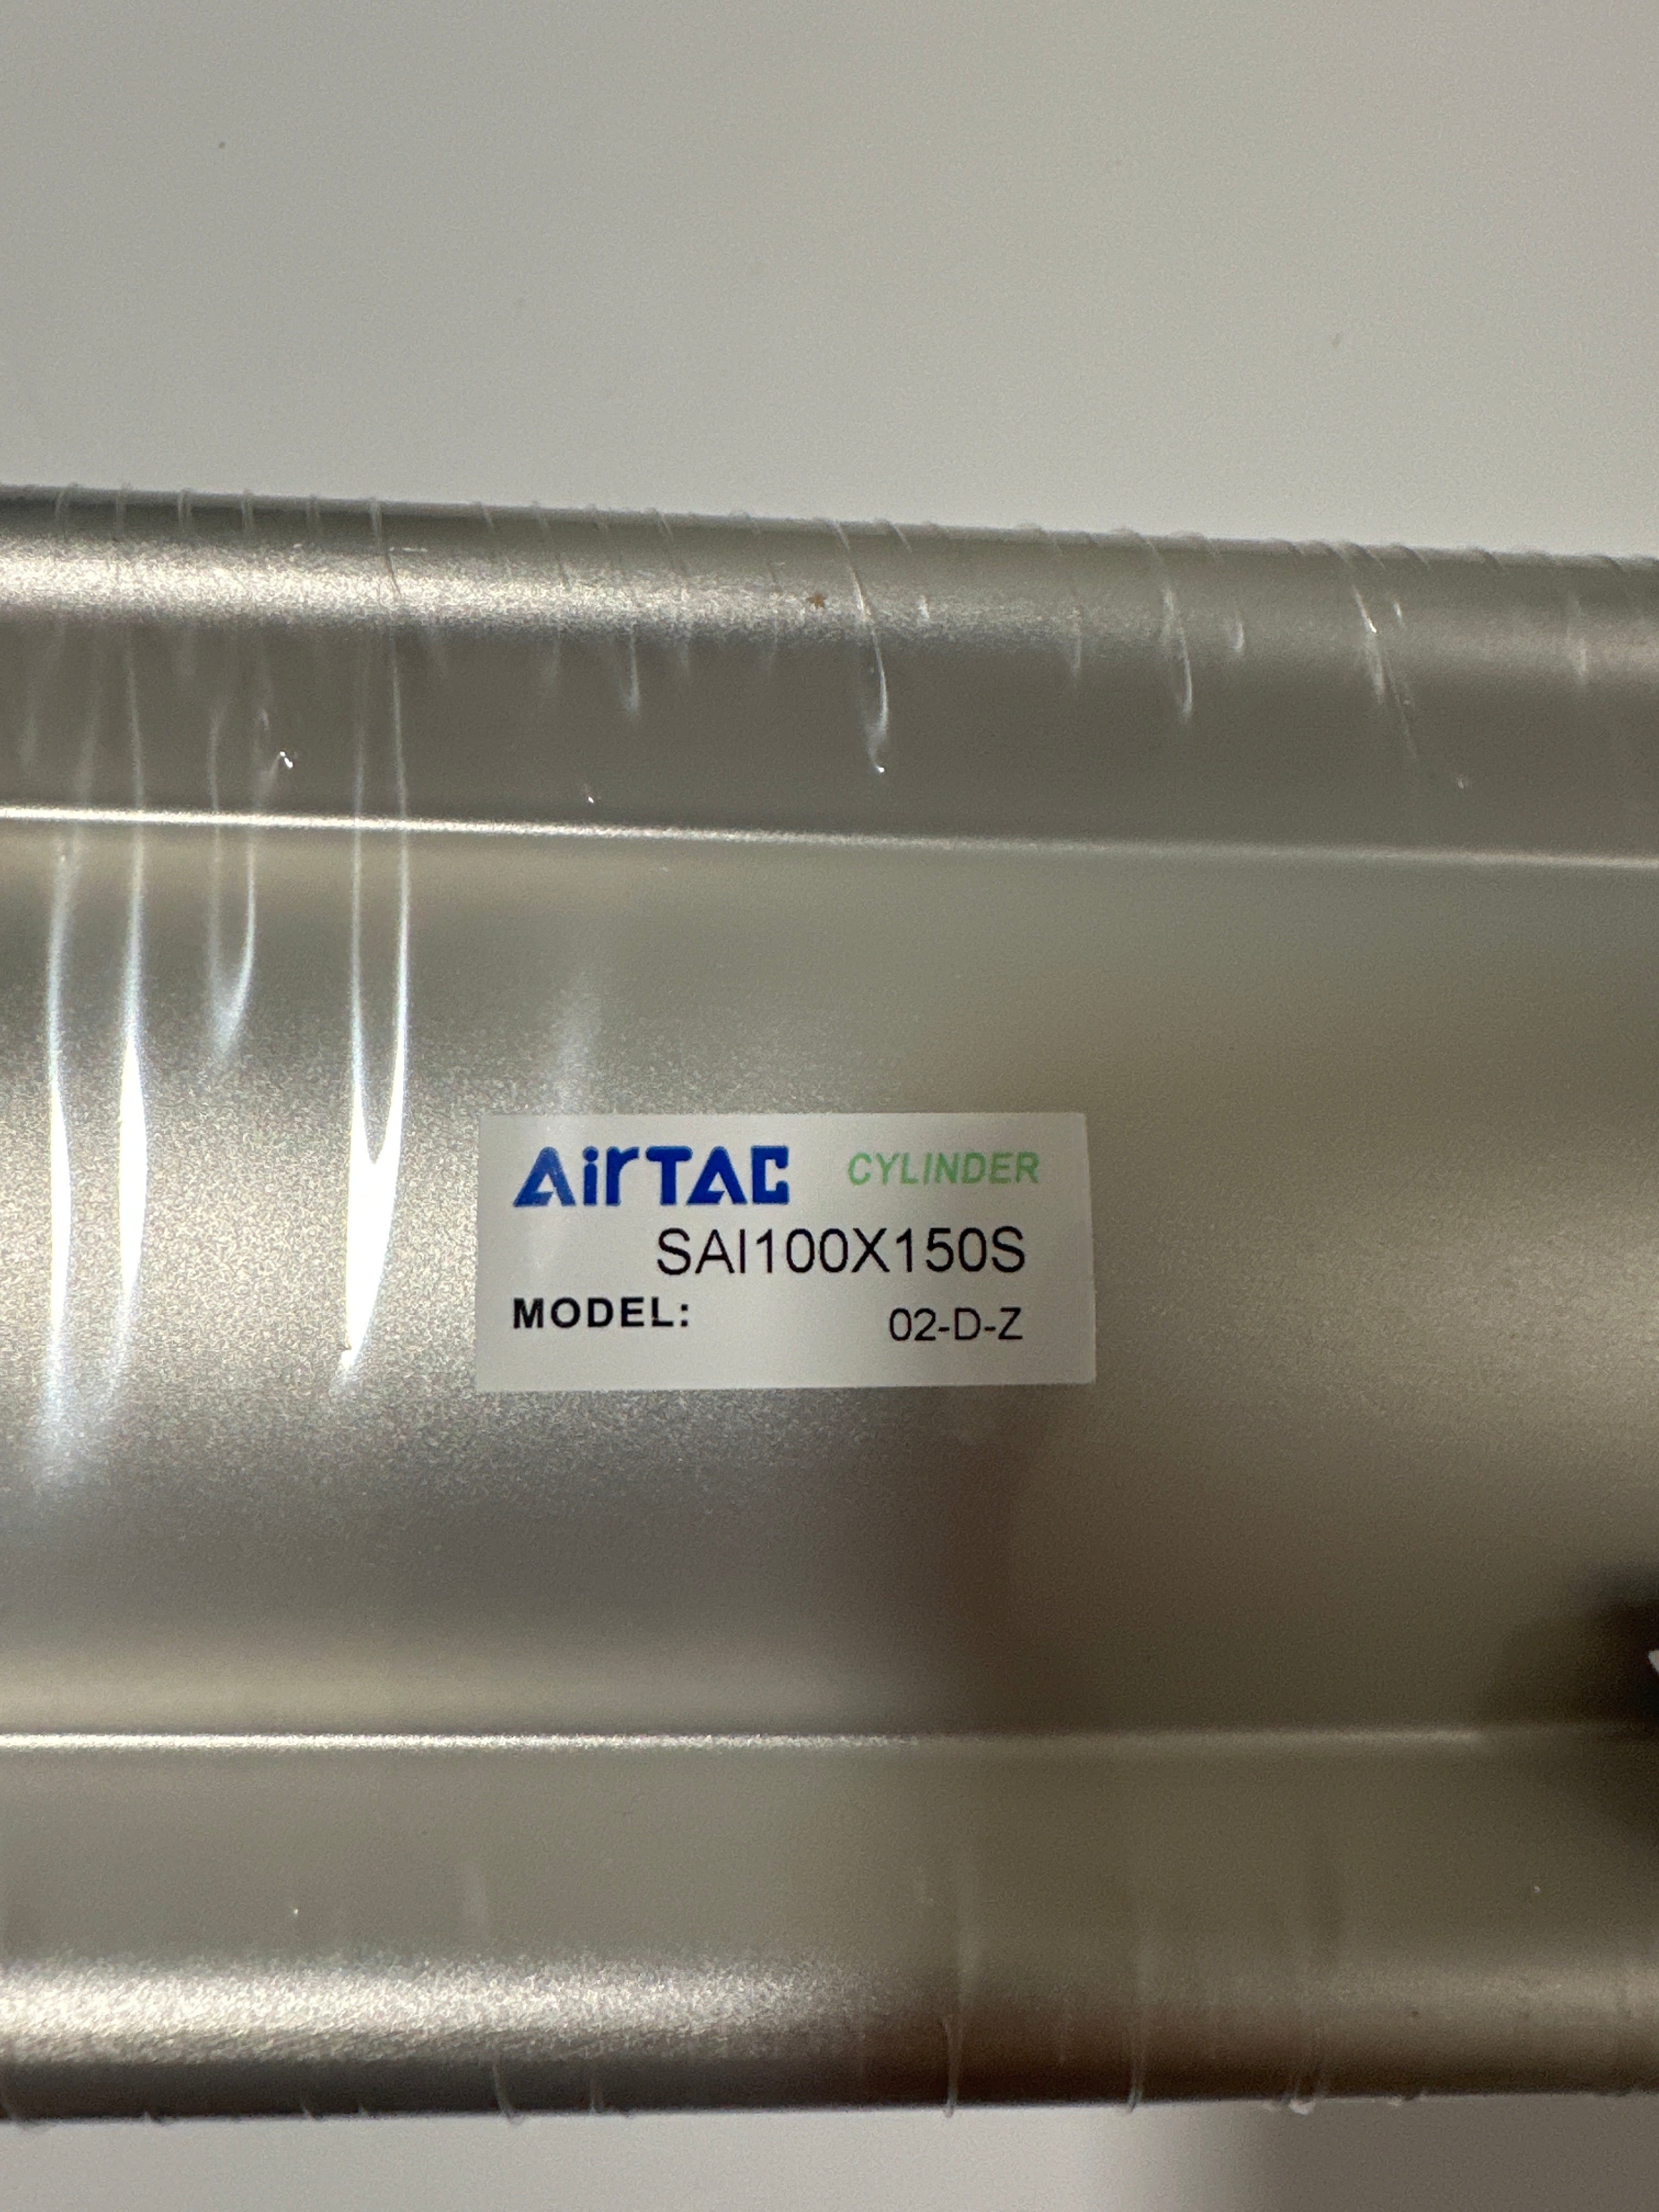 AirTAC CYLINDER
SAI100X150S
MODEL: 02-D-Z